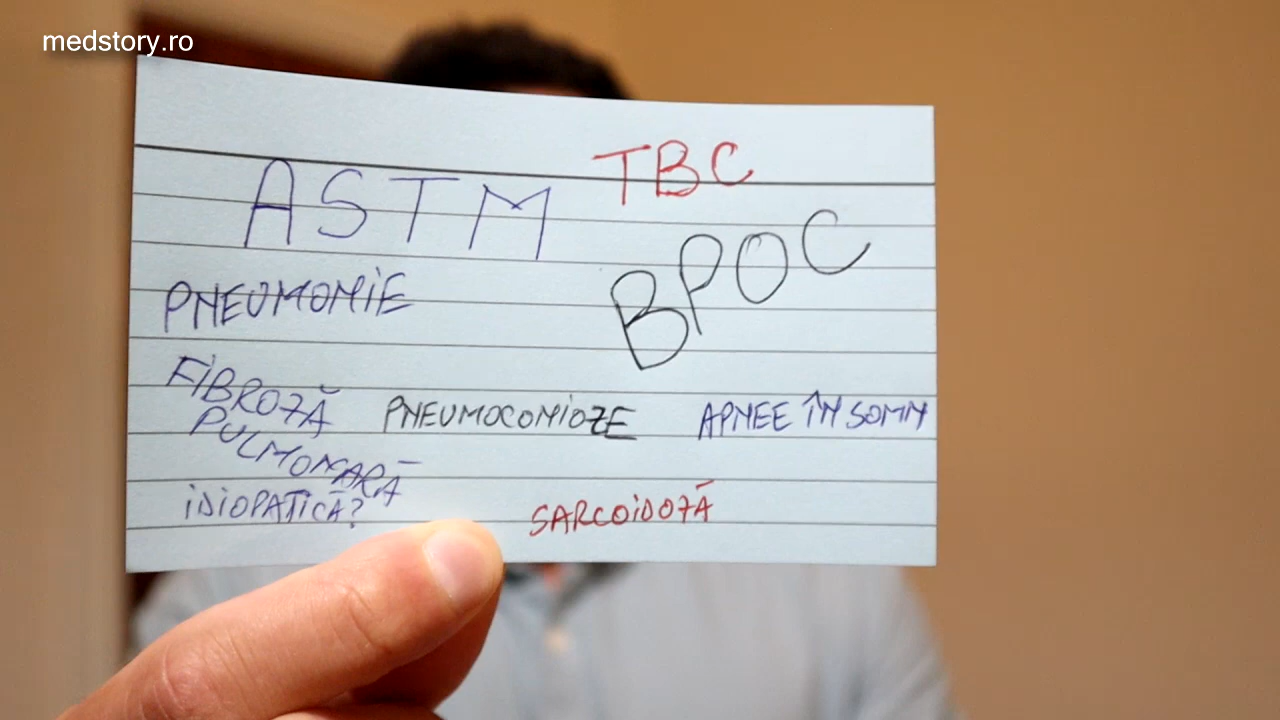 medstory.ro
TBC
ASTM
BPOC
PNEUMONIE
FIBROZĂ
PULMONARĂ
IDIOPATICĂ?
PNEUMOCONIOZE
APNEE ÎN SOMN
SARCOIDOZĂ